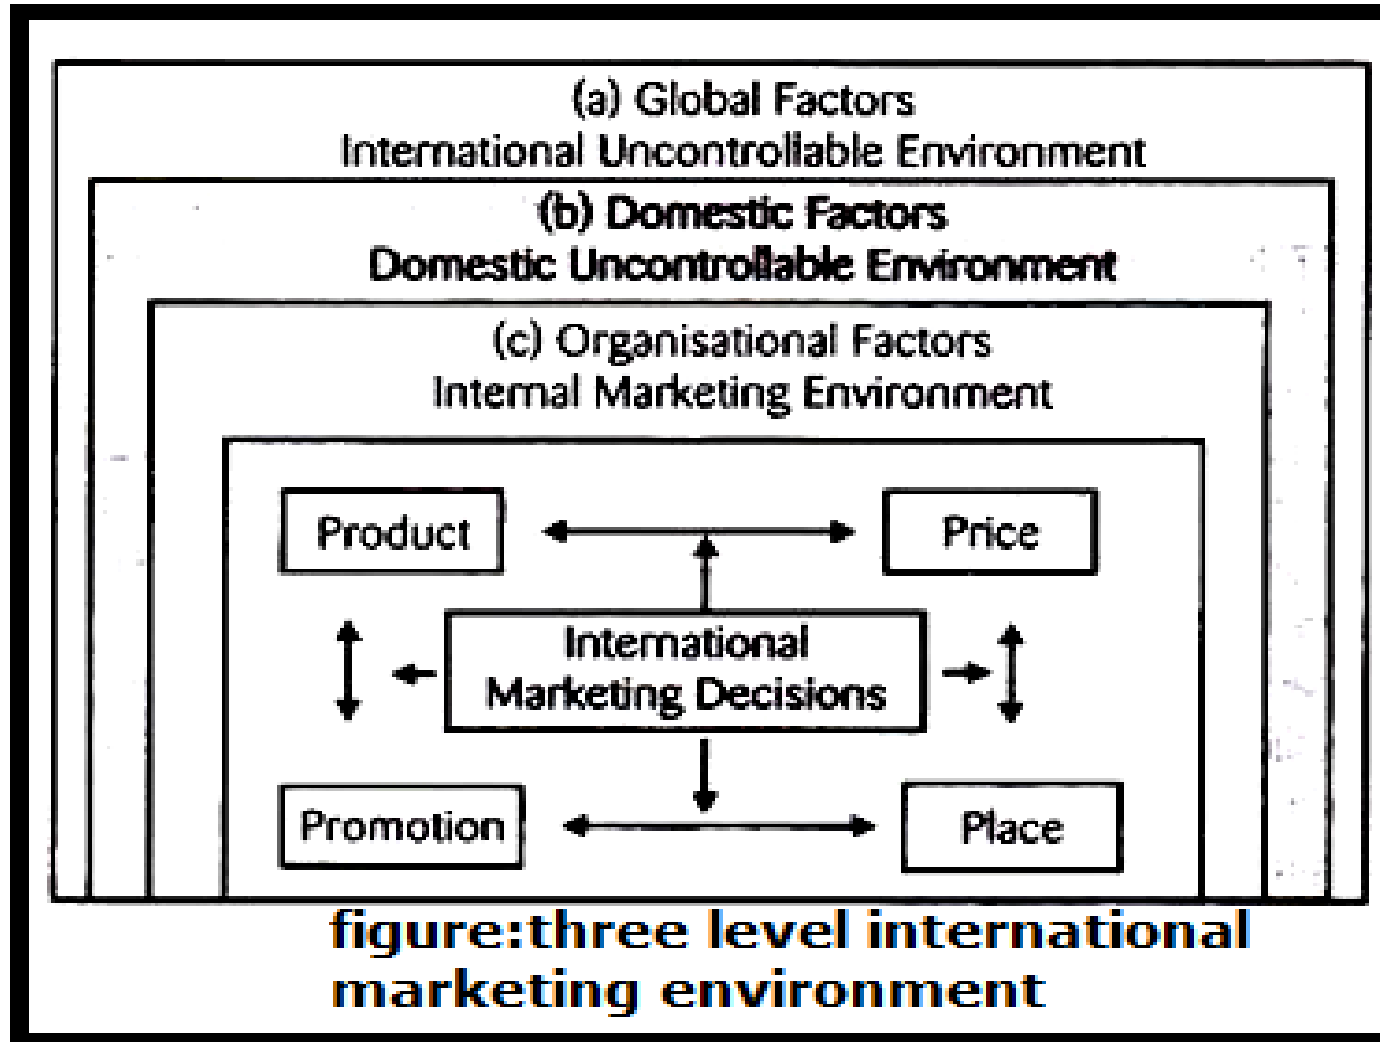 (a) Global Factors
International Uncontrollable Environment
(b) Domestic Factors
Domestic Uncontrollable Environment
(c) Organisational Factors
Internal Marketing Environment
Product
Price
International
Marketing Decisions
Promotion
Place
figure:three level international
marketing environment